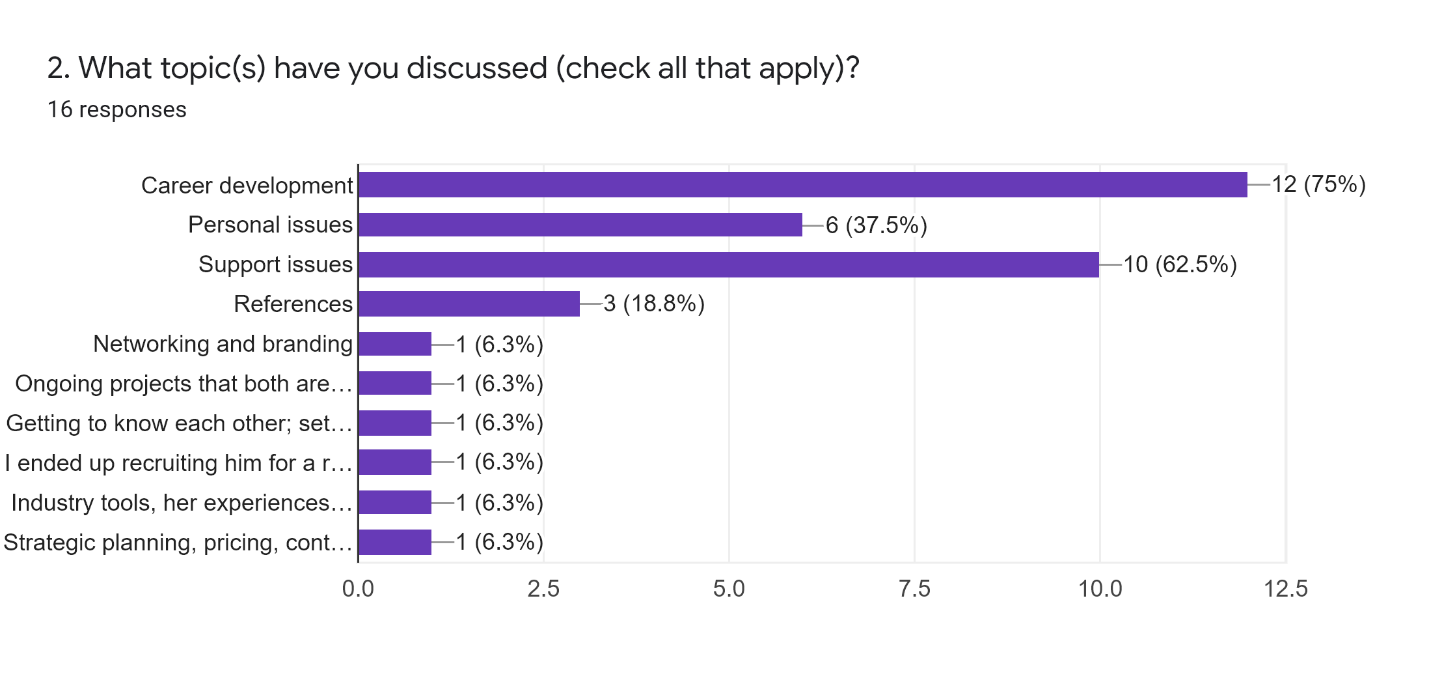 2. What topic(s) have you discussed (check all that apply)?
16 responses
Career development 12 (75%)
Personal issues 6 (37.5%)
Support issues 10 (62.5%)
References 3 (18.8%)
Networking and branding 1 (6.3%)
Ongoing projects that both are… 1 (6.3%)
Getting to know each other; set… 1 (6.3%)
I ended up recruiting him for a r… 1 (6.3%)
Industry tools, her experiences… 1 (6.3%)
Strategic planning, pricing, cont… 1 (6.3%)
0.0 2.5 5.0 7.5 10.0 12.5